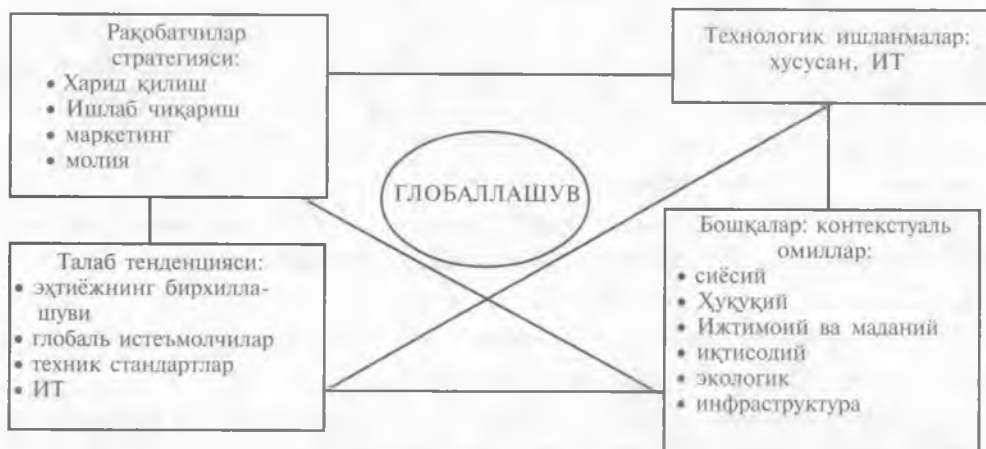 Рақобатчилар
стратегияси:
• Харид қилиш
• Ишлаб чиқариш
• маркетинг
• молия
Технологик ишланмалар:
хусусан, ИТ
ГЛОБАЛЛАШУВ
Талаб тенденцияси:
• эҳтиёжнинг бирхилла-
шуви
• глобаль истеъмолчилар
• техник стандартлар
• ИТ
Бошқалар: контекстуаль
омиллар:
• сиёсий
• Ҳуқуқий
• Ижтимоий ва маданий
• иқтисодий
• экологик
• инфраструктура